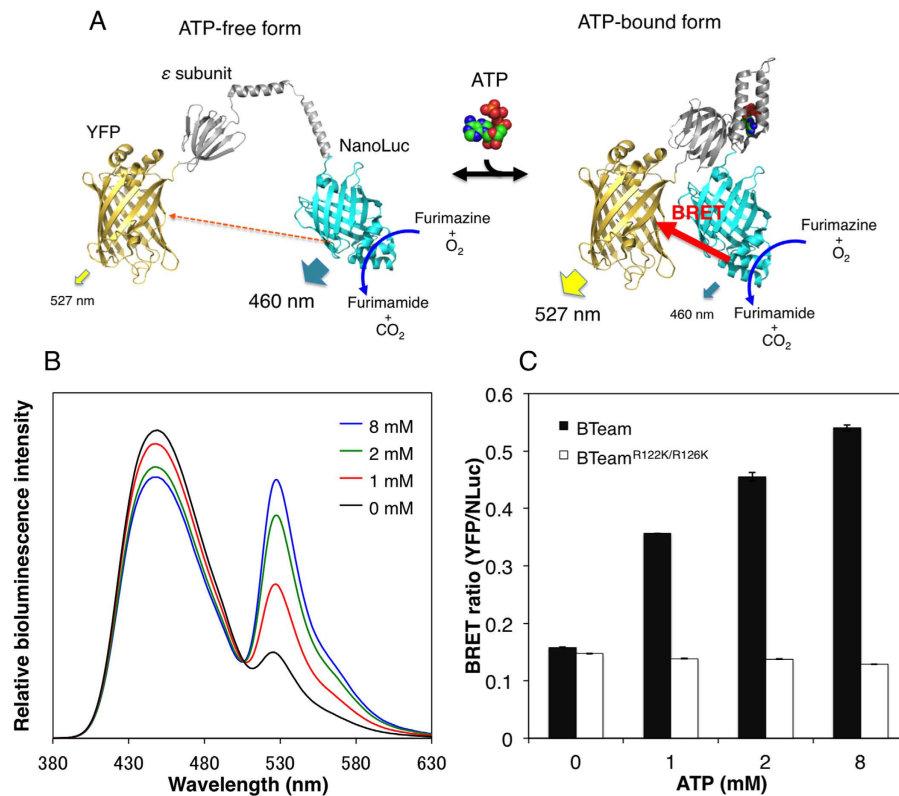 A
ATP-free form
ATP-bound form
ε subunit
ATP
YFP
NanoLuc
BRET
Furimazine
+
O2
Furimazine
+
O2
527 nm
460 nm
Furimamide
+
CO2
527 nm
460 nm
Furimamide
+
CO2
B
Relative bioluminescence intensity
8 mM
2 mM
1 mM
0 mM
380 430 480 530 580 630
Wavelength (nm)
C
BRET ratio (YFP/NLuc)
0.6
0.5
0.4
0.3
0.2
0.1
0
BTeam
BTeamR122K/R126K
0 1 2 8
ATP (mM)